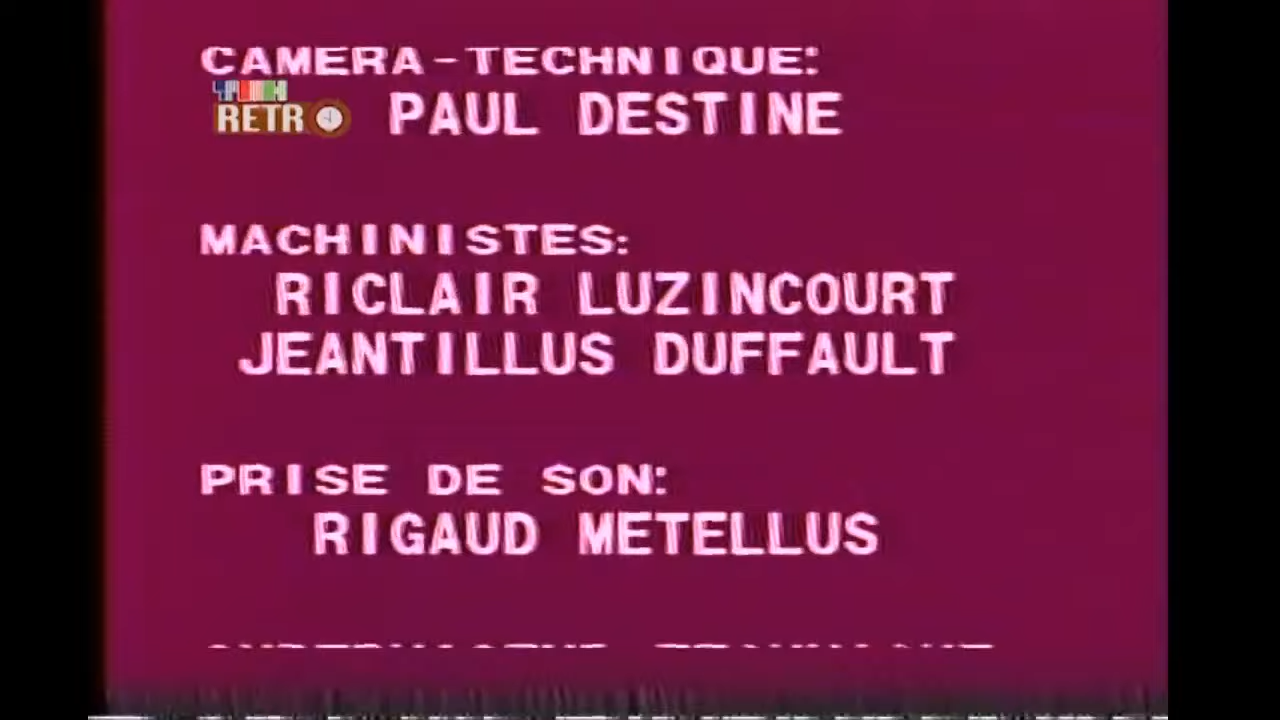 CAMERA-TECHNIQUE:
RETRO
PAUL DESTINE
MACHINISTES:
RICLAIR LUZINCOURT
JEANTILLUS DUFFAULT
PRISE DE SON:
RIGAUD METELLUS